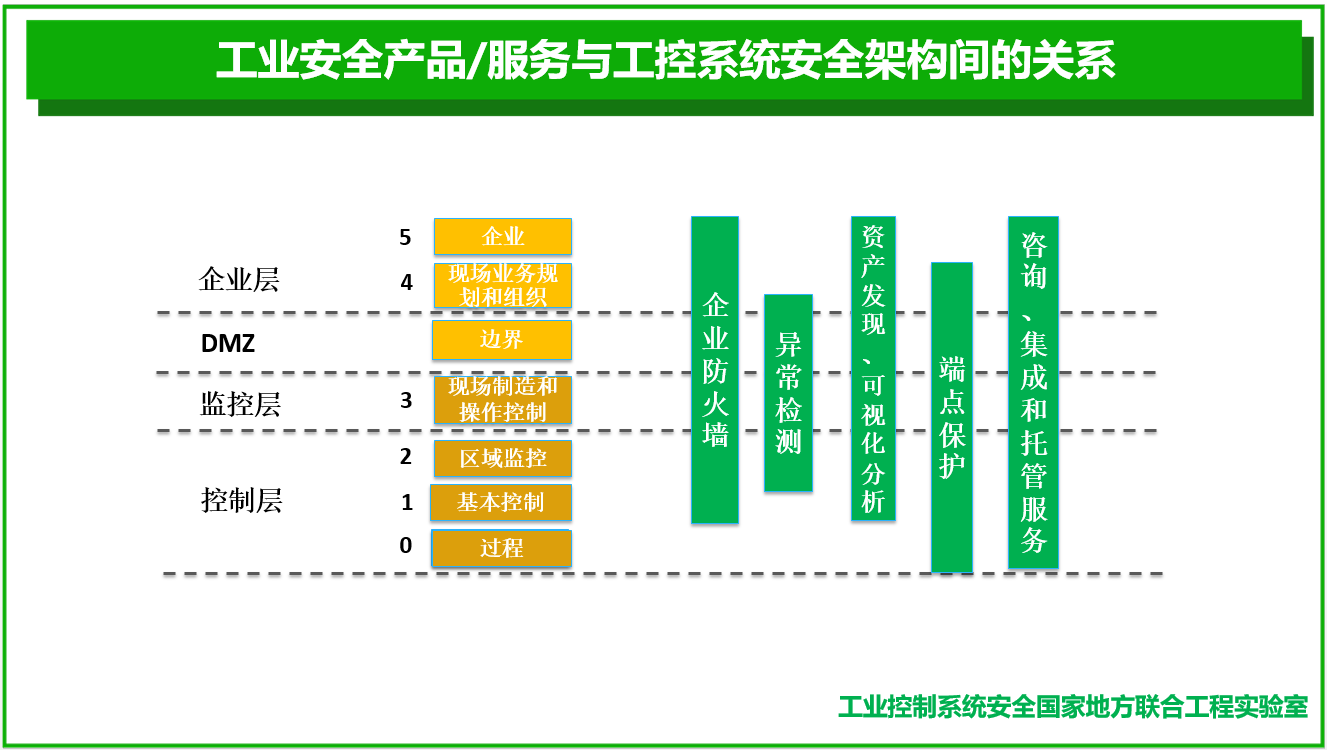 工业安全产品/服务与工控系统安全架构间的关系
企业层
5
企业
4
现场业务规
划和组织
DMZ
边界
监控层
3
现场制造和
操作控制
控制层
2
区域监控
1
基本控制
0
过程
企业防火墙
异常检测
资产发现、可视化分析
端点保护
咨询、集成和托管服务
工业控制系统安全国家地方联合工程实验室